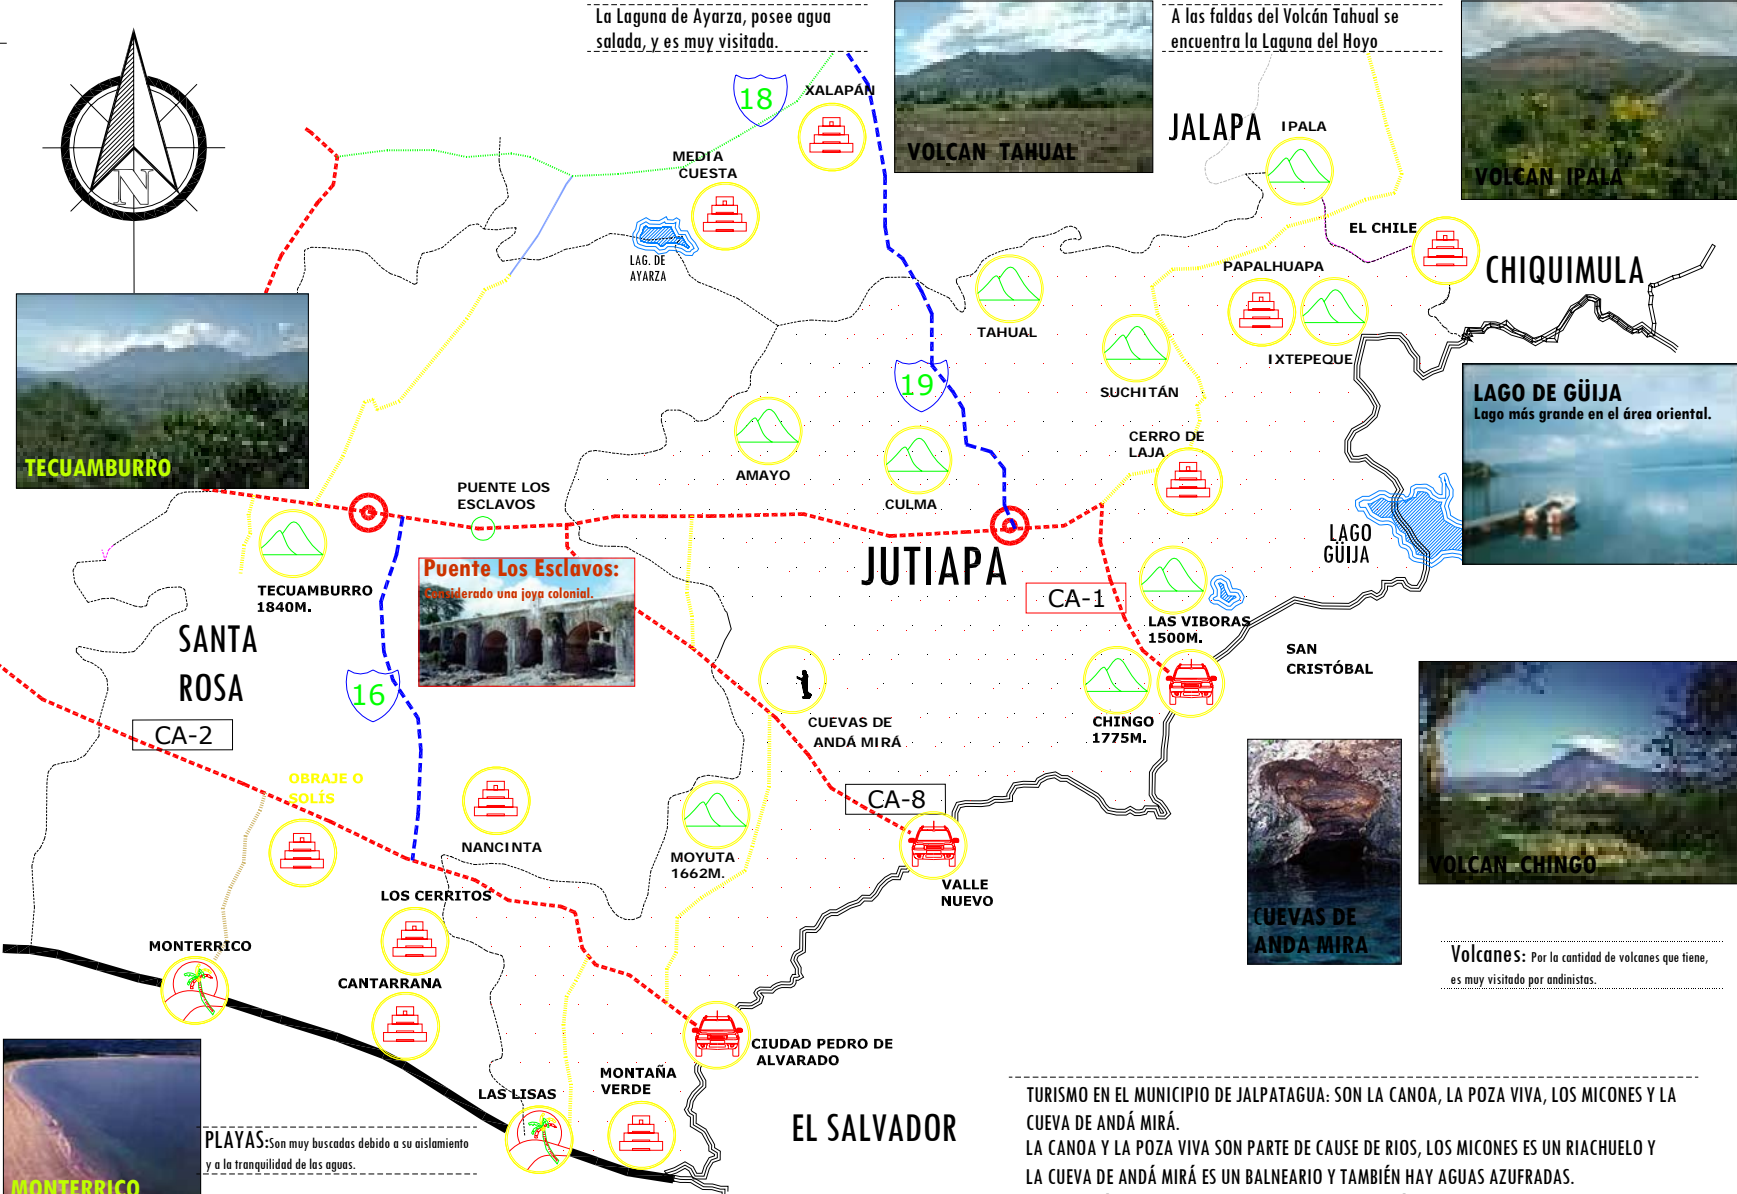 La Laguna de Ayarza, posee agua
salada, y es muy visitada.
A las faldas del Volcán Tahual se
encuentra la Laguna del Hoyo
VOLCAN TAHUAL
VOLCAN IPALA
18
XALAPÁN
MEDIA
CUESTA
JALAPA
IPALA
N
LAG. DE
AYARZA
EL CHILE
PAPALHUAPA
CHIQUIMULA
TAHUAL
IXTEPEQUE
19
SUCHITÁN
LAGO DE GÜIJA
Lago más grande en el área oriental.
TECUAMBURRO
AMAYO
CULMA
CERRO DE
LAJA
PUENTE LOS
ESCLAVOS
LAGO
GÜIJA
JUTIAPA
Puente Los Esclavos:
Considerado una joya colonial.
TECUAMBURRO
1840M.
CA-1
LAS VIBORAS
1500M.
SANTA
ROSA
16
SAN
CRISTÓBAL
CA-2
CUEVAS DE
ANDÁ MIRÁ
CHINGO
1775M.
OBRAJE O
SOLÍS
CA-8
NANCINTA
MOYUTA
1662M.
VALLE
NUEVO
VOLCAN CHINGO
CUEVAS DE
ANDA MIRA
LOS CERRITOS
MONTERRICO
CANTARRANA
Volcanes: Por la cantidad de volcanes que tiene,
es muy visitado por andinistas.
CIUDAD PEDRO DE
ALVARADO
MONTAÑA
VERDE
LAS LISAS
EL SALVADOR
PLAYAS:Son muy buscadas debido a su aislamiento
y a la tranquilidad de las aguas.
MONTERRICO
TURISMO EN EL MUNICIPIO DE JALPATAGUA: SON LA CANOA, LA POZA VIVA, LOS MICONES Y LA
CUEVA DE ANDÁ MIRÁ.
LA CANOA Y LA POZA VIVA SON PARTE DE CAUSE DE RIOS, LOS MICONES ES UN RIACHUELO Y
LA CUEVA DE ANDÁ MIRÁ ES UN BALNEARIO Y TAMBIÉN HAY AGUAS AZUFRADAS.